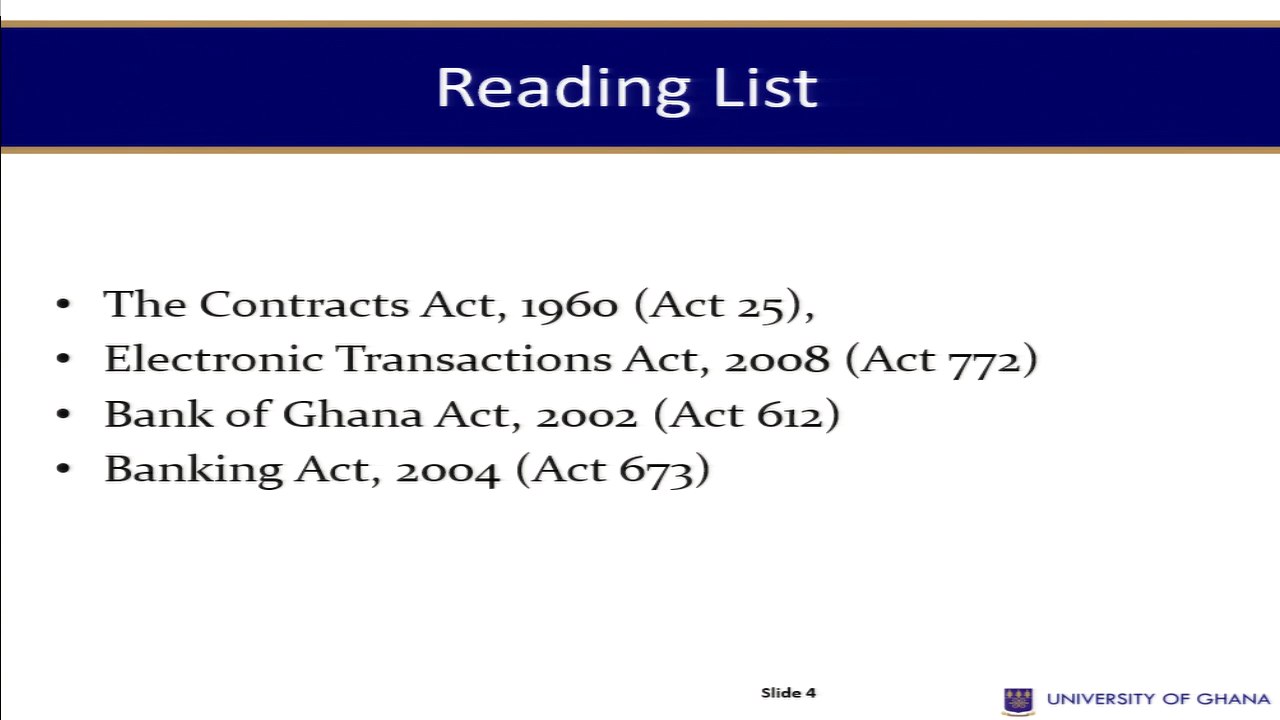 Reading List
• The Contracts Act, 1960 (Act 25),
• Electronic Transactions Act, 2008 (Act 772)
• Bank of Ghana Act, 2002 (Act 612)
• Banking Act, 2004 (Act 673)
Slide 4
UNIVERSITY OF GHANA